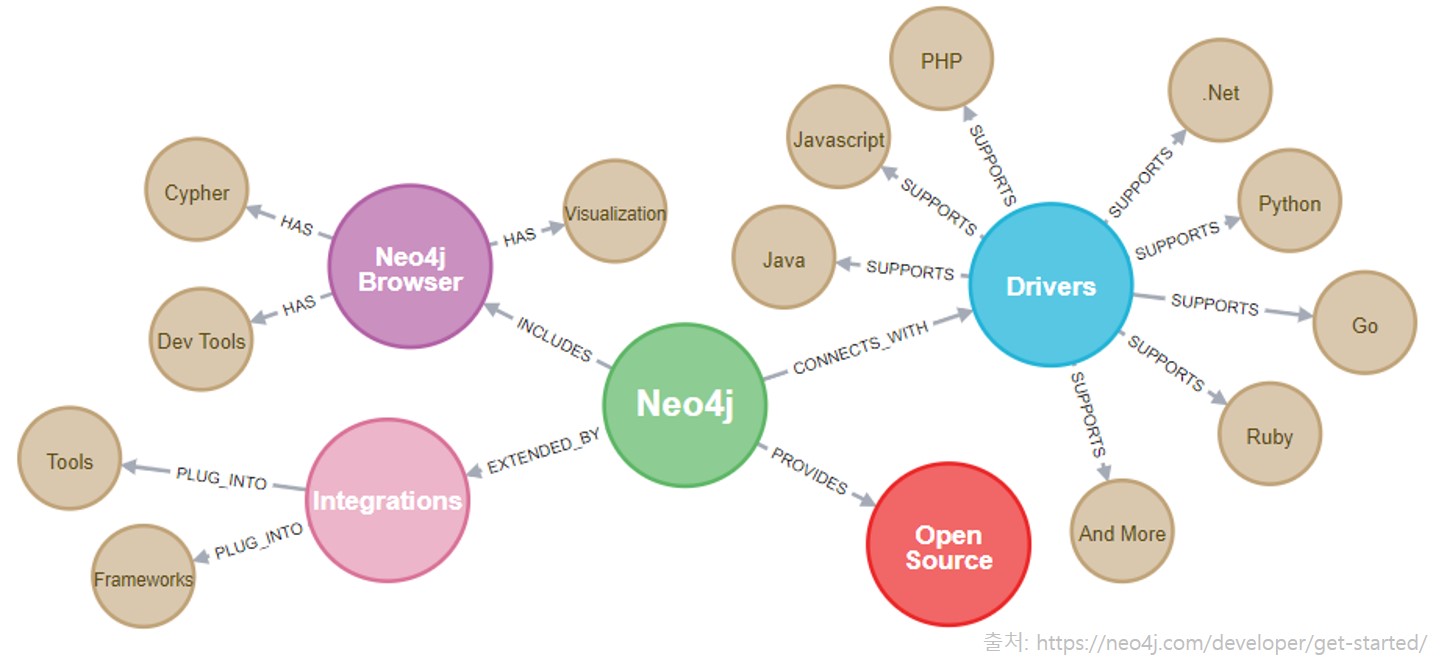 PHP
.Net
Javascript
SUPPORTS
SUPPORTS
SUPPORTS
Python
SUPPORTS
Java
SUPPORTS
Drivers
SUPPORTS
Go
SUPPORTS
Ruby
SUPPORTS
And More
Cypher
HAS
Visualization
HAS
Neo4j
Browser
HAS
Dev Tools
INCLUDES
CONNECTS_WITH
Neo4j
EXTENDED_BY
PROVIDES
Tools
PLUG_INTO
Integrations
PLUG_INTO
Frameworks
Open
Source
출처: https://neo4j.com/developer/get-started/